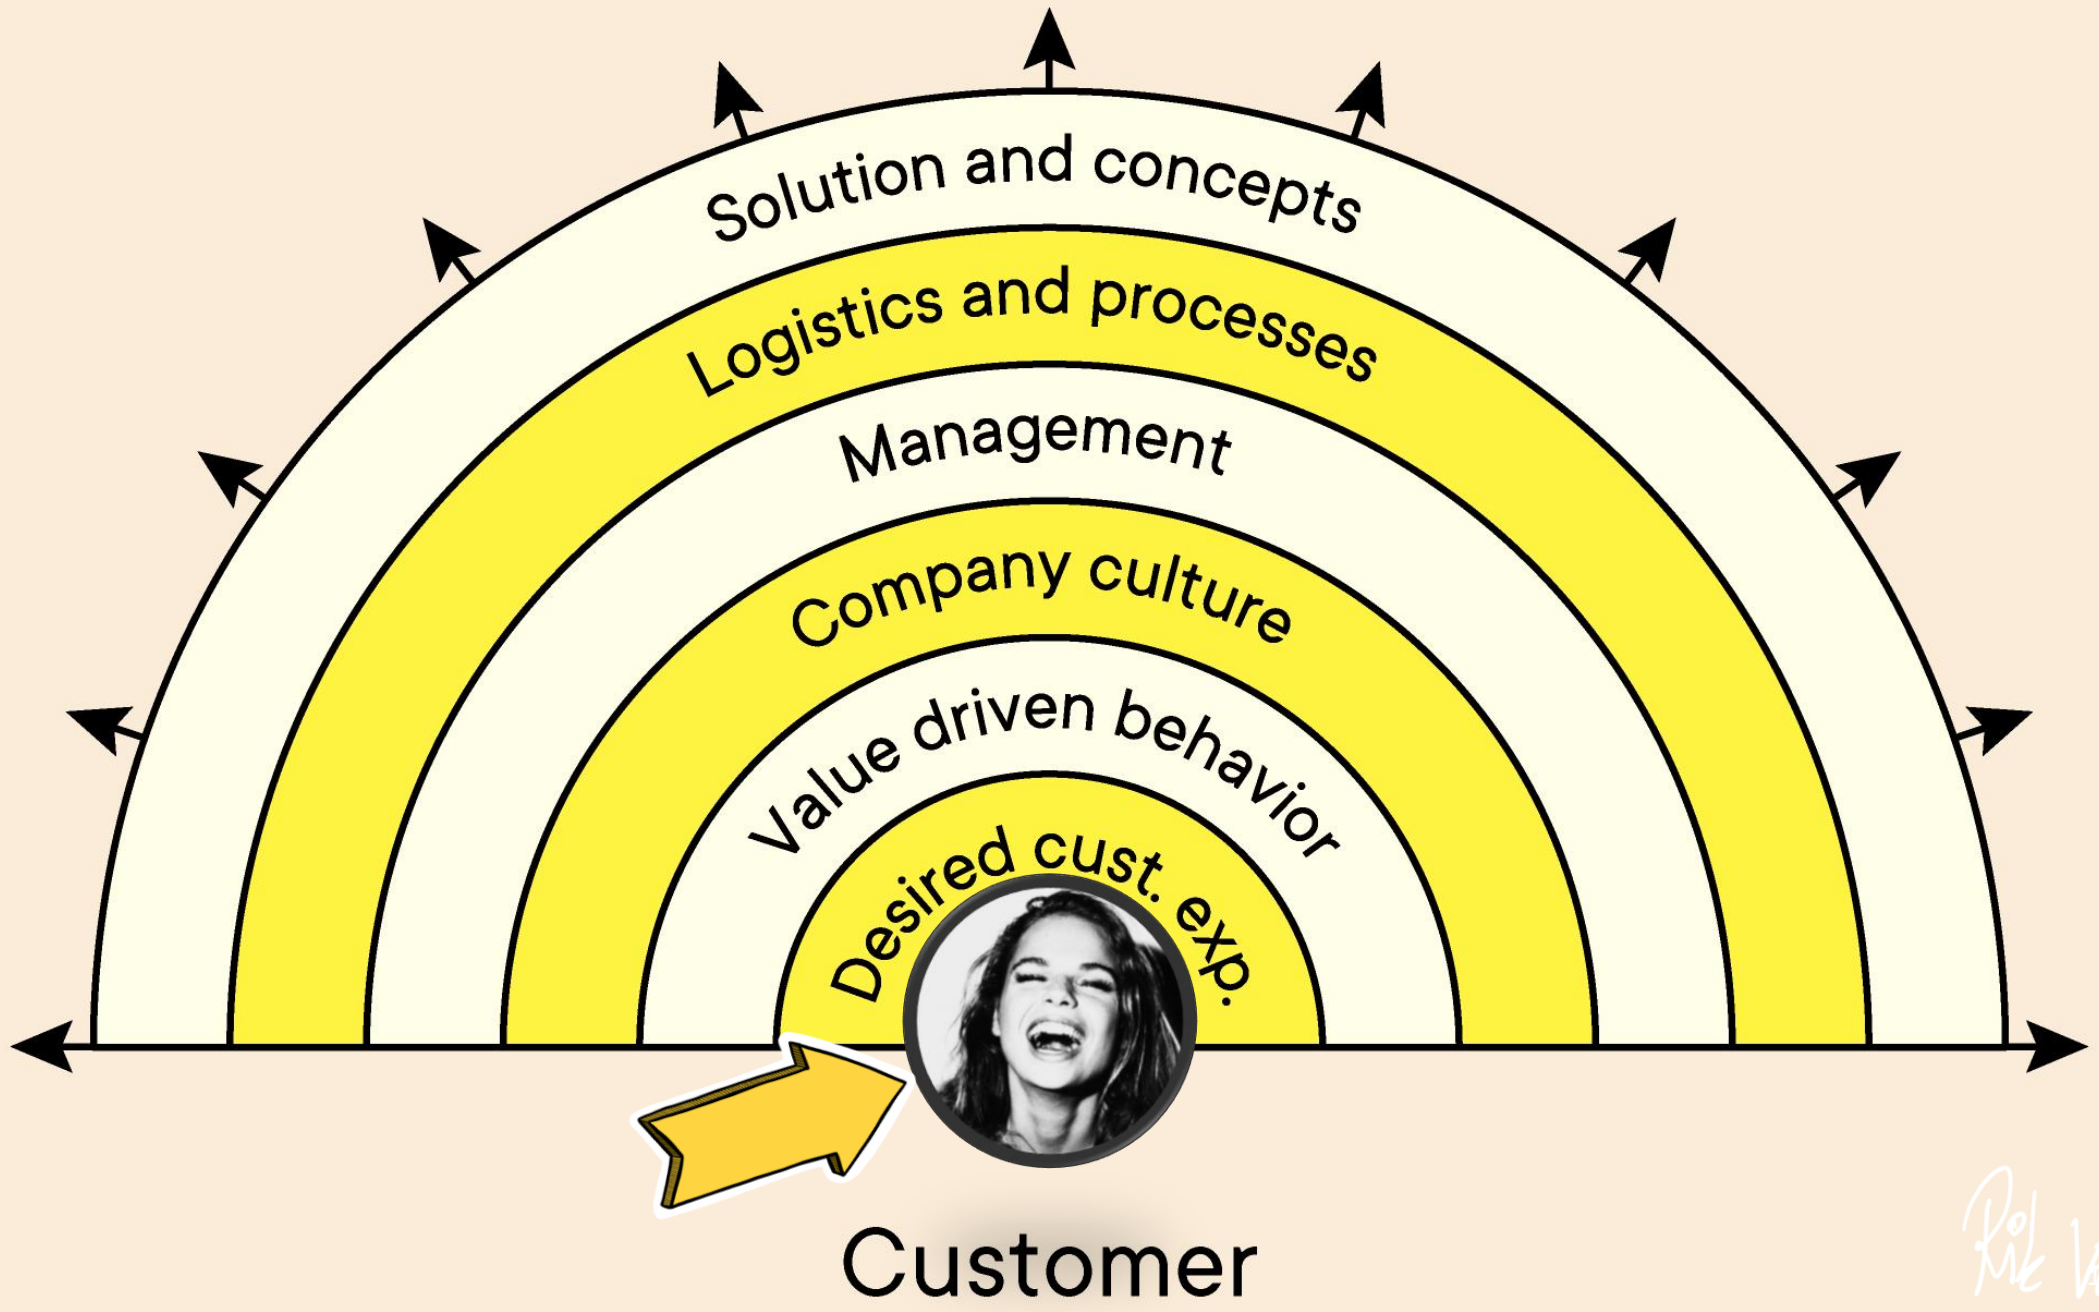 Solution and concepts
Logistics and processes
Management
Company culture
Value driven behavior
Desired cust. exp.
Customer